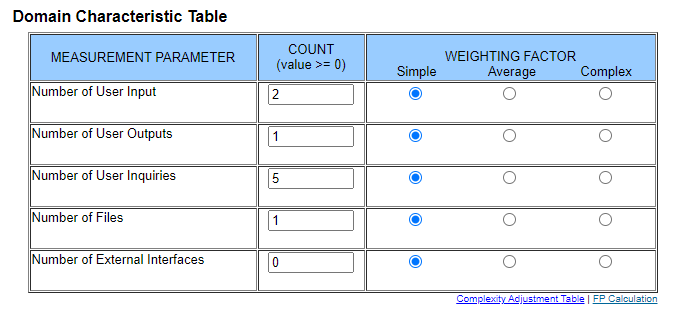 Domain Characteristic Table
MEASUREMENT PARAMETER
COUNT
(value >= 0)
WEIGHTING FACTOR
Simple Average Complex
Number of User Input 2
Number of User Outputs 1
Number of User Inquiries 5
Number of Files 1
Number of External Interfaces 0
Complexity Adjustment Table | FP Calculation